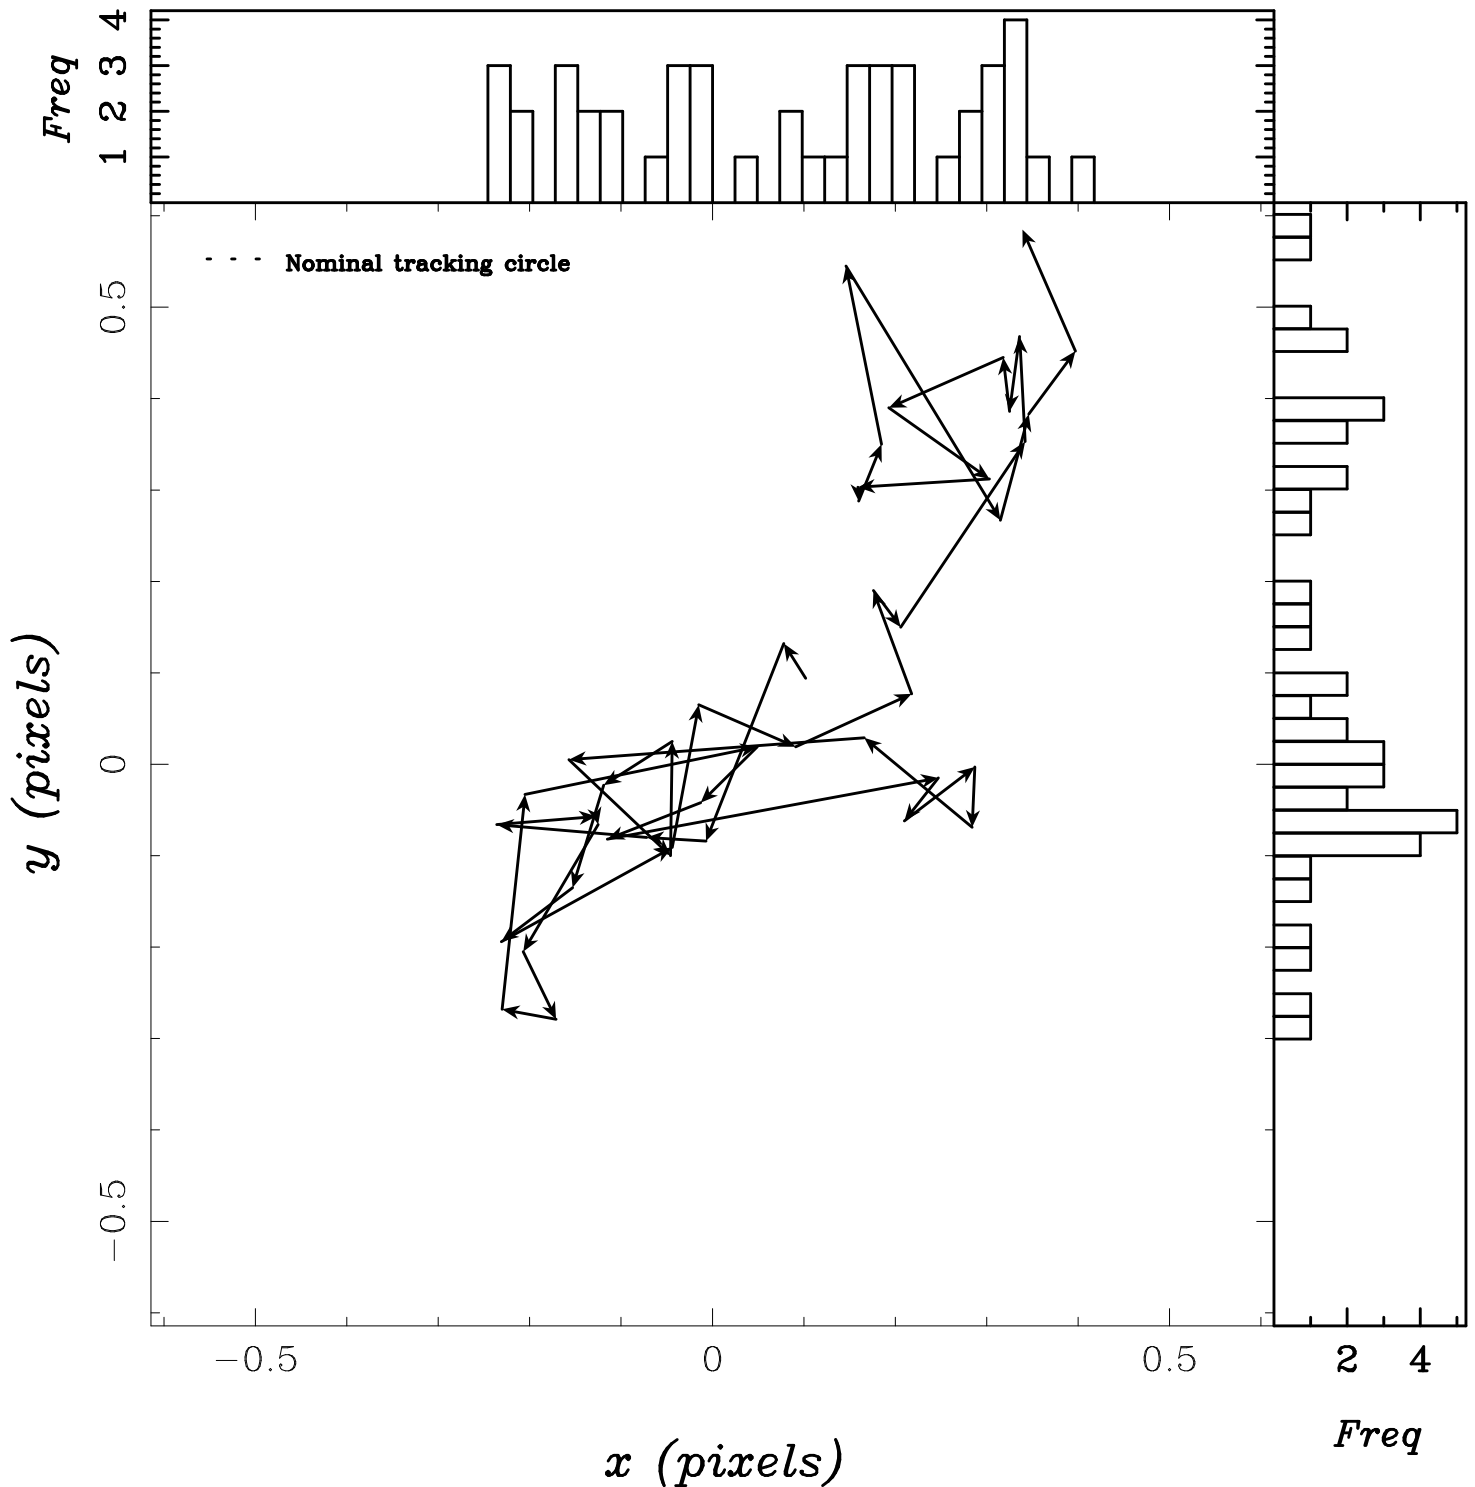 Freq
1 2 3 4
- - - Nominal tracking circle
0.5
0
−0.5
y (pixels)
−0.5 0 0.5
x (pixels)
2 4
Freq